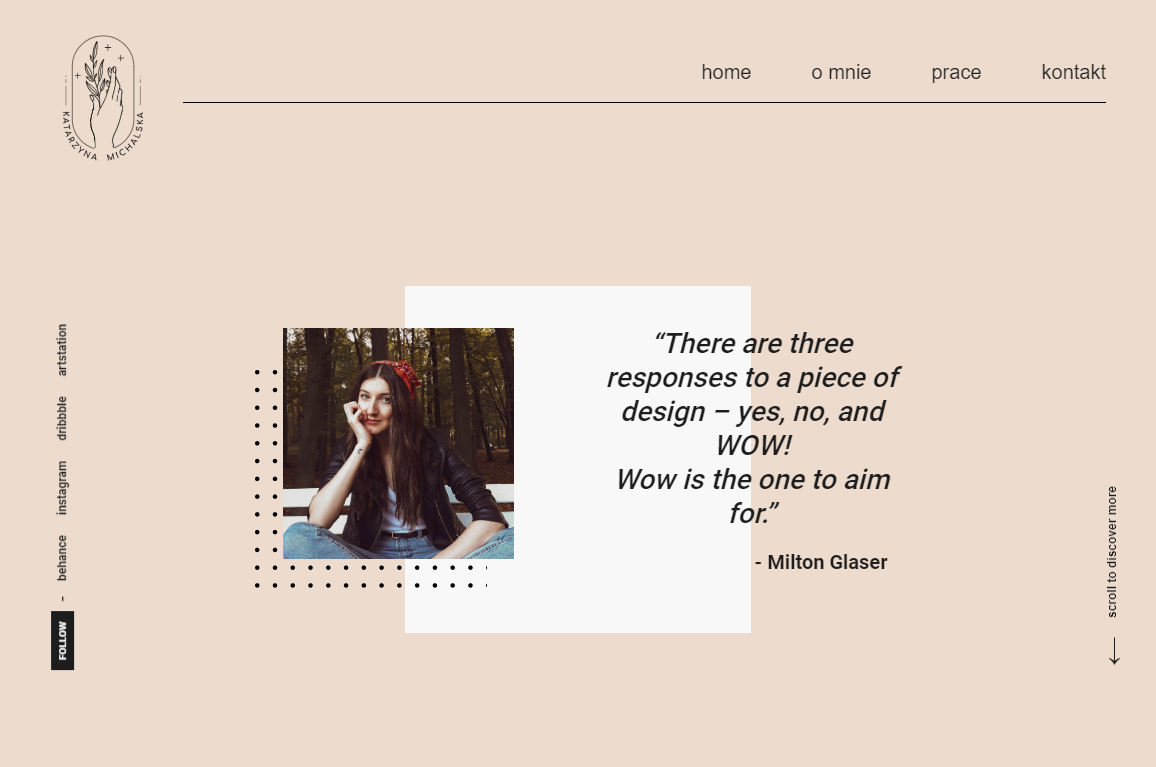 KATARZYNA MICHALSKA
home o mnie prace kontakt
“There are three
responses to a piece of
design – yes, no, and
WOW!
Wow is the one to aim
for.”
- Milton Glaser
FOLLOW - behance instagram dribbble artstation
scroll to discover more